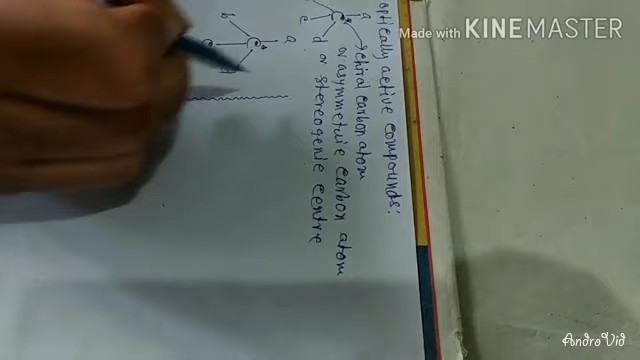 optically active compounds:
a
c
d
C*
chiral carbon atom
or asymmetric carbon atom
or stereogenic centre
b
C*
a
d
Made with KINEMASTER
AndroVid